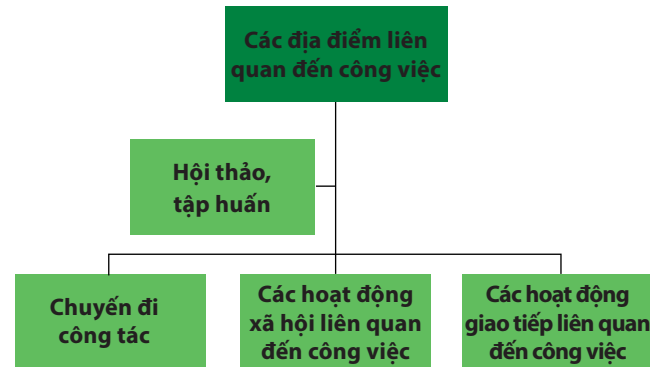 Các địa điểm liên
quan đến công việc
Hội thảo,
tập huấn
Chuyến đi
công tác
Các hoạt động
xã hội liên quan
đến công việc
Các hoạt động
giao tiếp liên quan
đến công việc